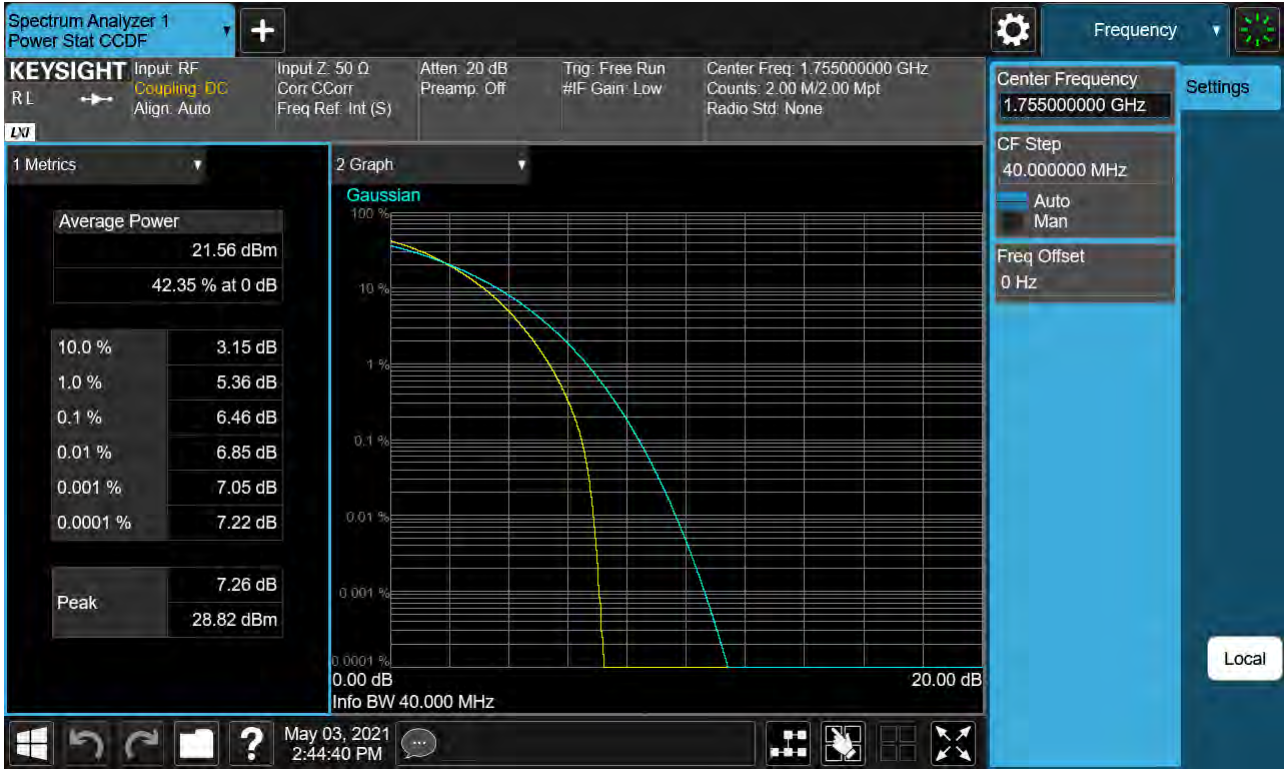 Spectrum Analyzer 1
Power Stat CCDF
Frequency
KEYSIGHT
R L
LXI
Input: RF
Coupling: DC
Align: Auto
Input Z: 50 Ω
Corr CCorr
Freq Ref: Int (S)
Atten: 20 dB
Preamp: Off
Trig: Free Run
#IF Gain: Low
Center Freq: 1.755000000 GHz
Counts: 2.00 M/2.00 Mpt
Radio Std: None
Center Frequency
1.755000000 GHz
Settings
CF Step
40.000000 MHz
Auto
Man
Freq Offset
0 Hz
1 Metrics
Average Power
21.56 dBm
42.35 % at 0 dB
10.0 % 3.15 dB
1.0 % 5.36 dB
0.1 % 6.46 dB
0.01 % 6.85 dB
0.001 % 7.05 dB
0.0001 % 7.22 dB
Peak
7.26 dB
28.82 dBm
2 Graph
Gaussian
100 %
10 %
1 %
0.1 %
0.01 %
0.001 %
0.0001 %
0.00 dB 20.00 dB
Info BW 40.000 MHz
Local
?
May 03, 2021
2:44:40 PM